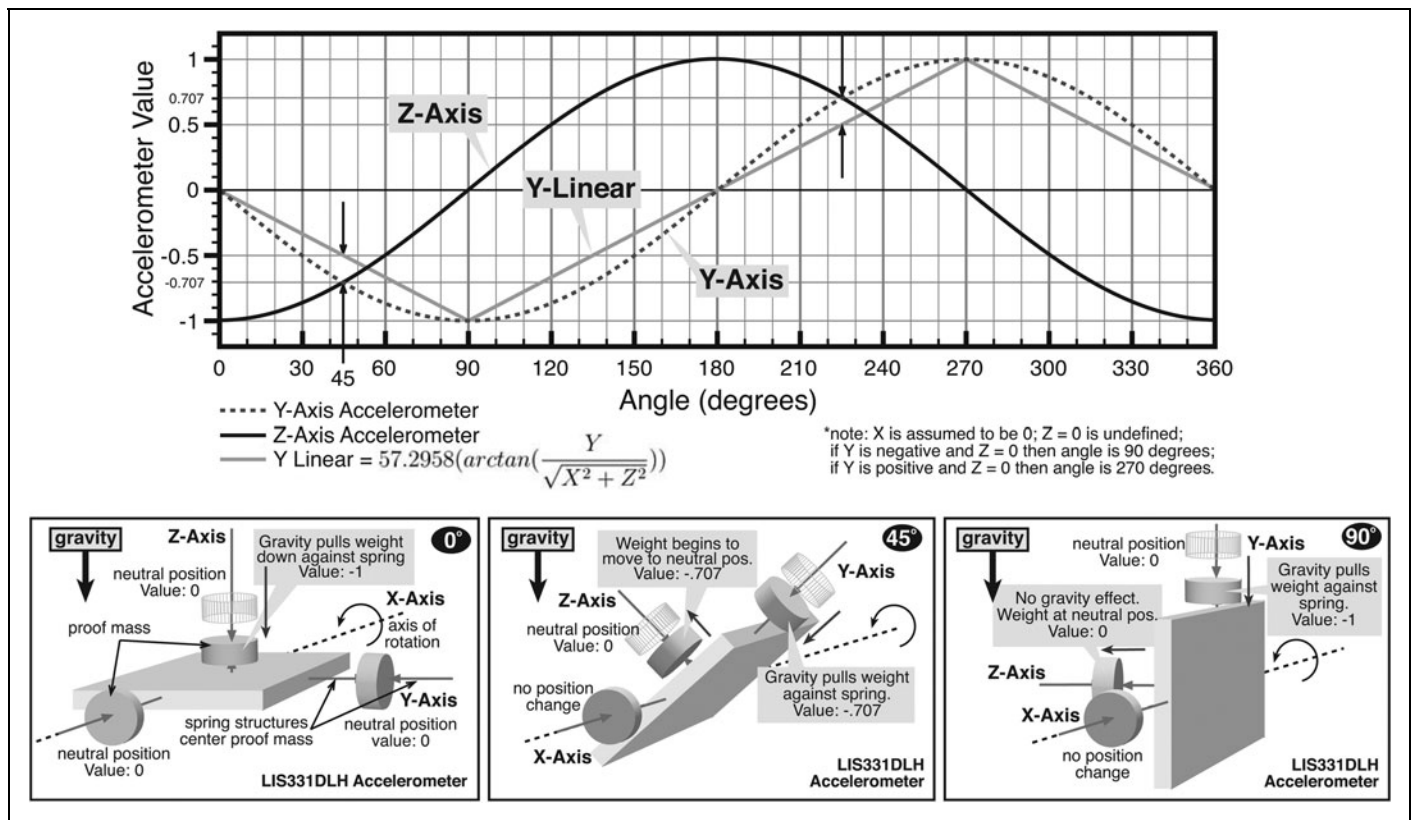 Accelerometer Value
1
0.707
0.5
0
-0.5
-0.707
-1
Z-Axis
Y-Linear
Y-Axis
0 30 45 60 90 120 150 180 210 240 270 300 330 360
Angle (degrees)
Y-Axis Accelerometer
Z-Axis Accelerometer
Y Linear = 57.2958(arctan(Y/√(X² + Z²)))
*note: X is assumed to be 0; Z = 0 is undefined;
if Y is negative and Z = 0 then angle is 90 degrees;
if Y is positive and Z = 0 then angle is 270 degrees.
gravity
Z-Axis
Gravity pulls weight
down against spring
Value: -1
0°
neutral position
Value: 0
X-Axis
axis of
rotation
proof mass
Y-Axis
spring structures
center proof mass
neutral position
value: 0
neutral position
Value: 0
LIS331DLH Accelerometer
gravity
Weight begins to
move to neutral pos.
Value: -.707
45°
Y-Axis
Z-Axis
neutral position
Value: 0
no position
change
Gravity pulls weight
against spring.
Value: -.707
X-Axis
LIS331DLH
Accelerometer
gravity
neutral position
Value: 0
Y-Axis
90°
Gravity pulls
weight against
spring.
Value: -1
No gravity effect.
Weight at neutral pos.
Value: 0
Z-Axis
X-Axis
no position
change
LIS331DLH
Accelerometer